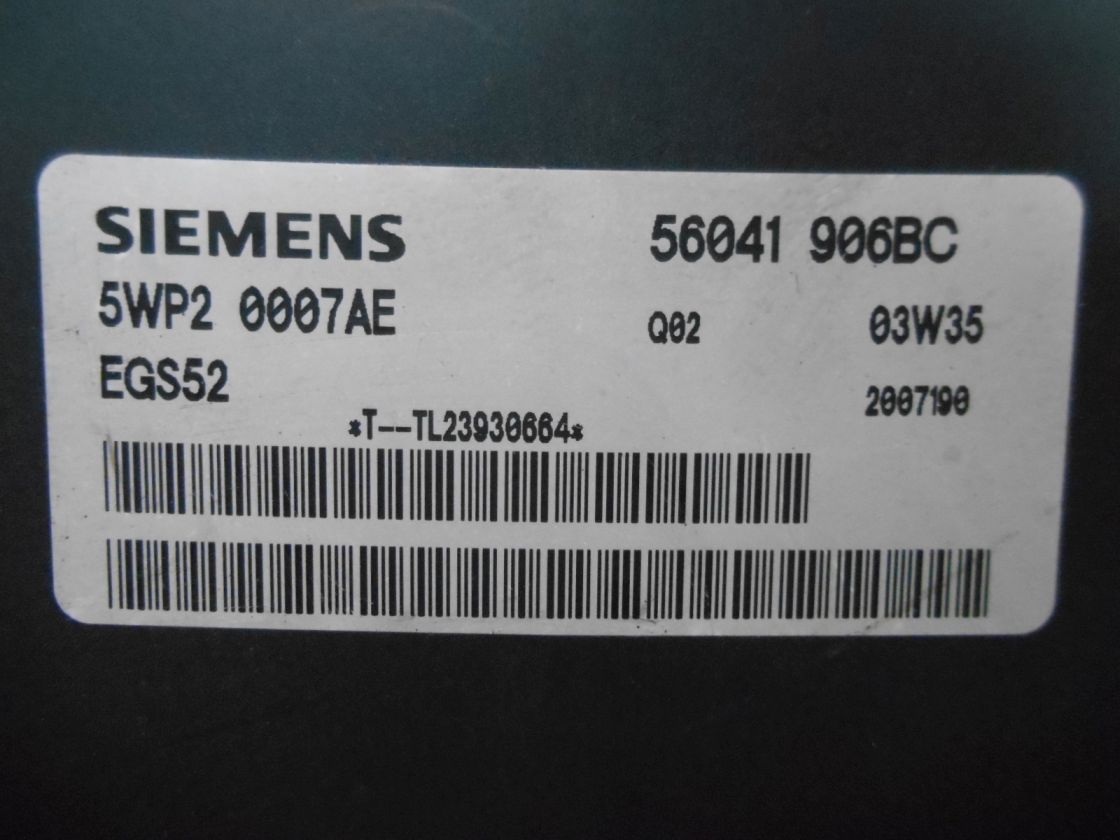 SIEMENS 56041 906BC
5WP2 0007AE Q02 03W35
EGS52 2007190
*T--TL23930664*